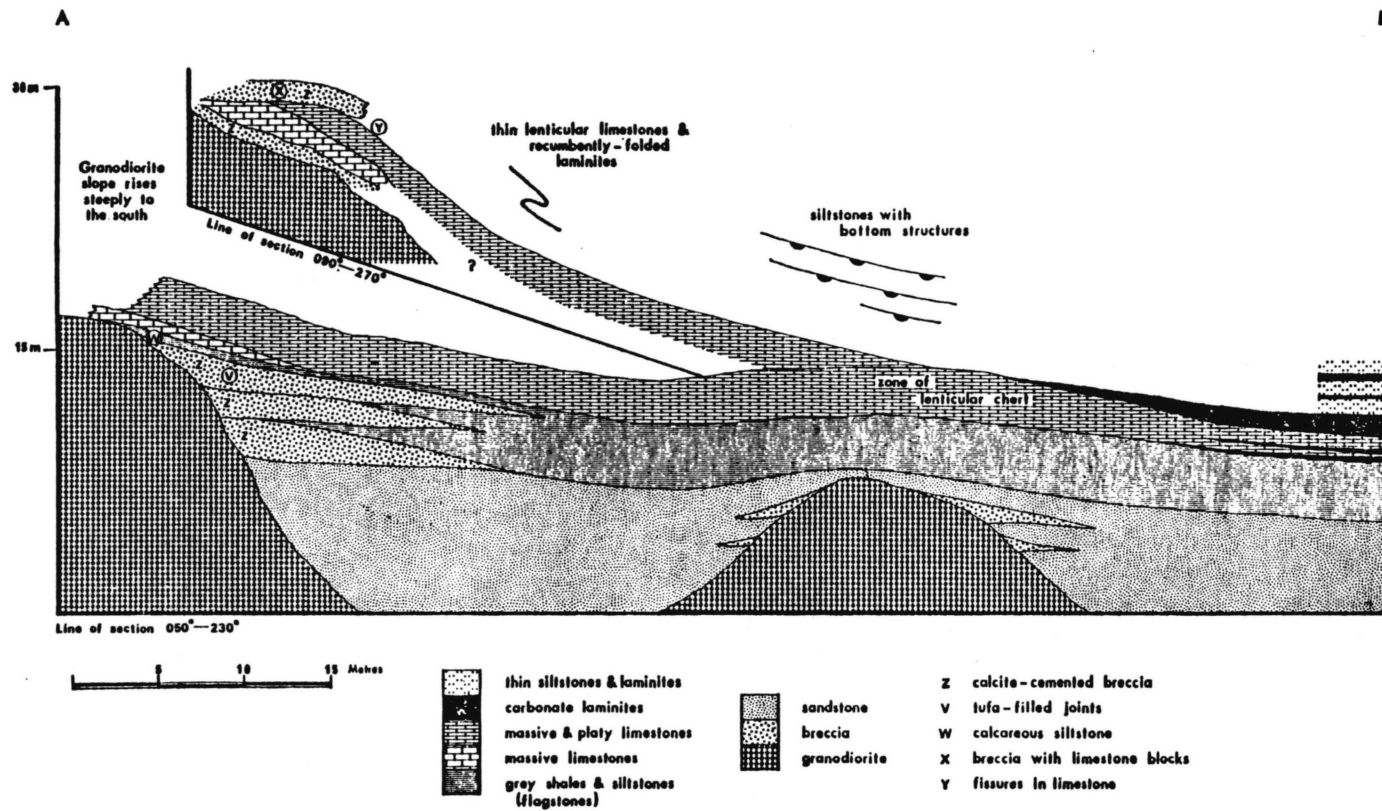 A
30m
Z
X
Z
Y
thin lenticular limestones &
recumbently-folded
laminites
Granodiorite
slope rises
steeply to
the south
siltstones with
bottom structures
Line of section 090°—270°
?
15m
W
Z
V
Z
Z
zone of
lenticular chert
Line of section 050°—230°
5 10 15 Metres
thin siltstones & laminites
carbonate laminites
massive & platy limestones
massive limestones
grey shales & siltstones
(flagstones)
sandstone
breccia
granodiorite
Z calcite-cemented breccia
V tufa-filled joints
W calcareous siltstone
X breccia with limestone blocks
Y fissures in limestone